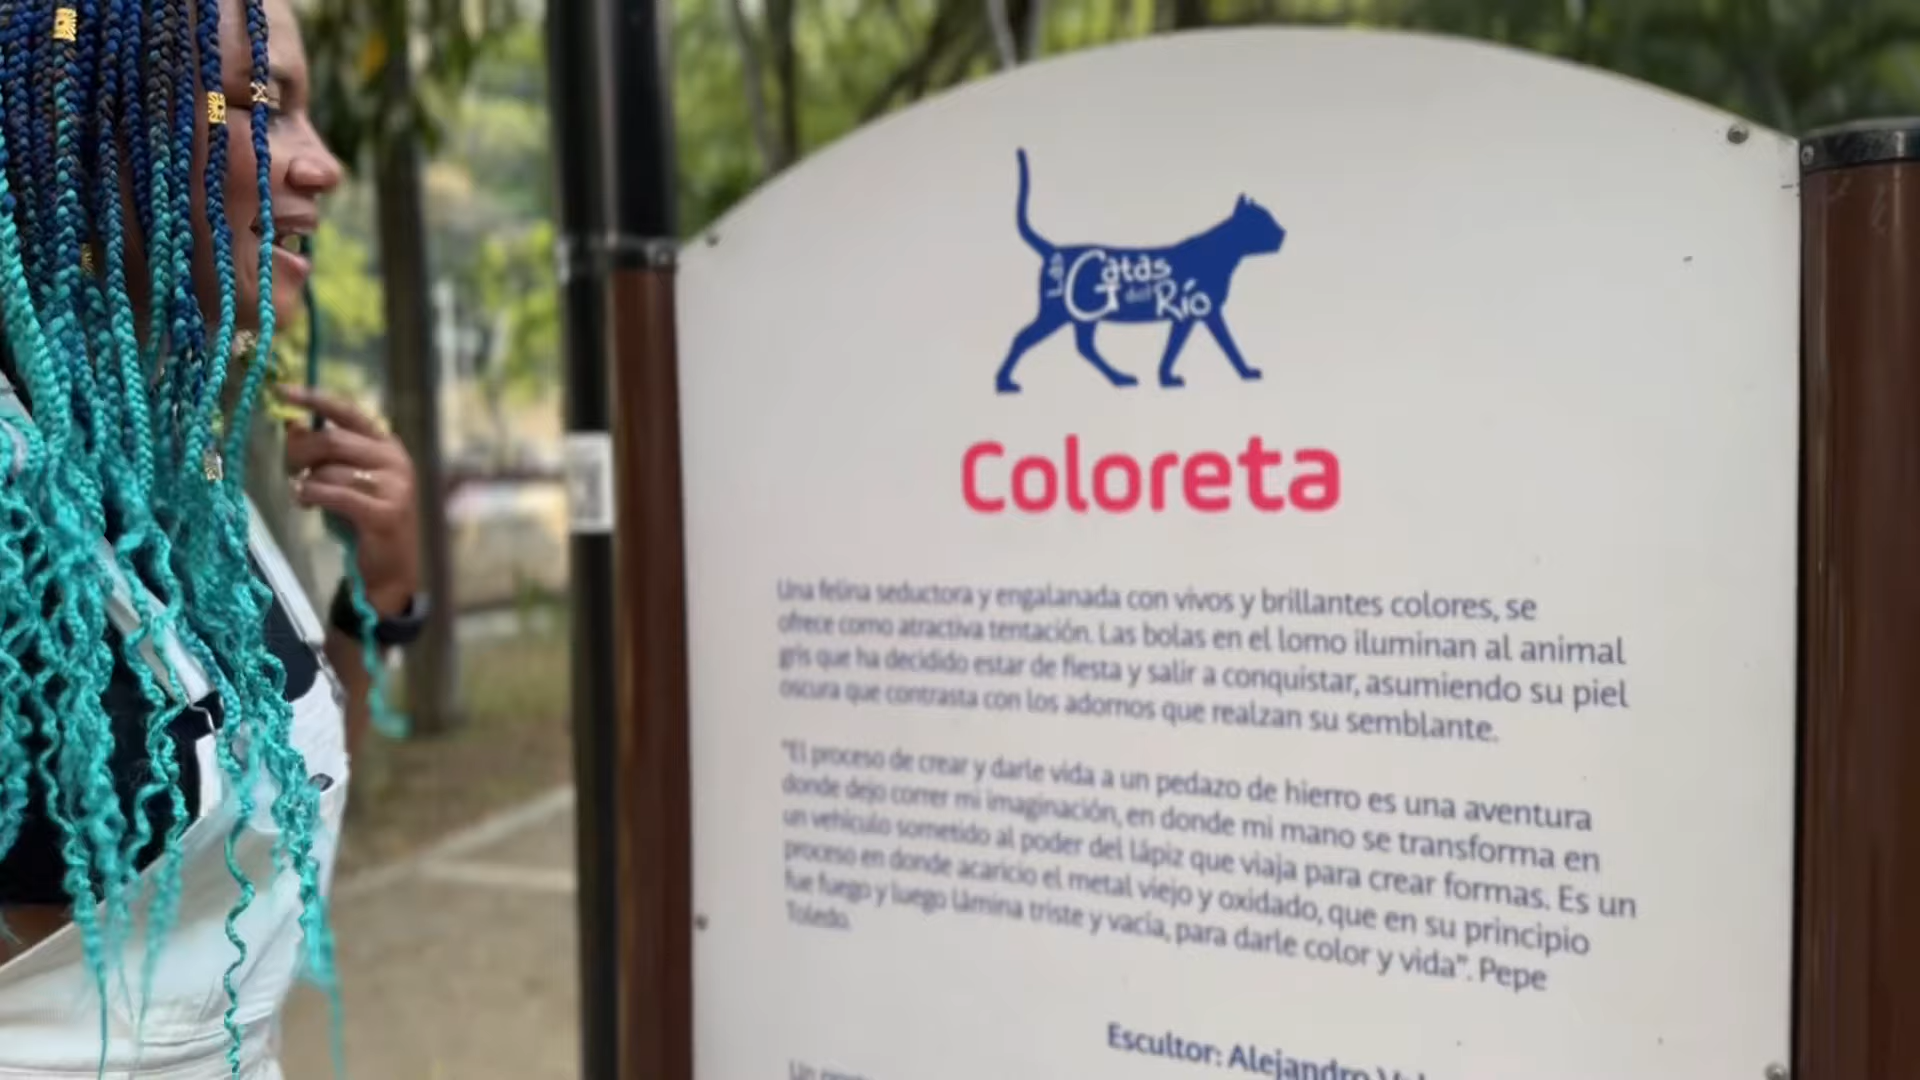 Las Gatas del Río
Coloreta
Una felina seductora y engalanada con vivos y brillantes colores, se
ofrece como atractiva tentación. Las bolas en el lomo iluminan al animal
gris que ha decidido estar de fiesta y salir a conquistar, asumiendo su piel
oscura que contrasta con los adornos que realzan su semblante.
"El proceso de crear y darle vida a un pedazo de hierro es una aventura
donde dejo correr mi imaginación, en donde mi mano se transforma en
un vehículo sometido al poder del lápiz que viaja para crear formas. Es un
proceso en donde acaricio el metal viejo y oxidado, que en su principio
fue fuego y luego lámina triste y vacía, para darle color y vida". Pepe
Toledo.
Escultor: Alejandro
Un